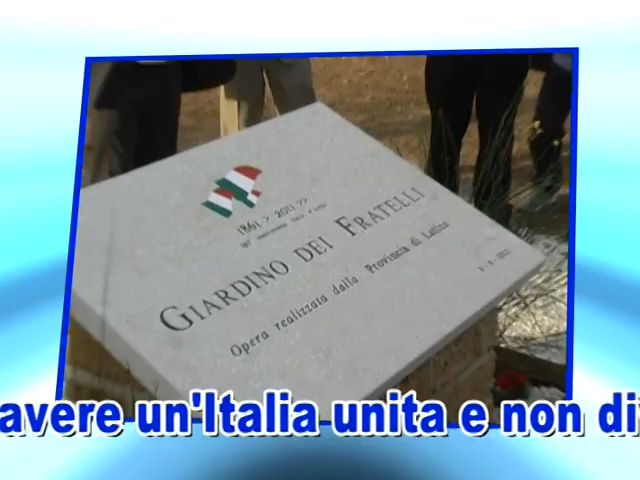 1861 > 2011 >>
GIARDINO DEI FRATELLI
Opera realizzata dalla Provincia di Latina
avere un'Italia unita e non di